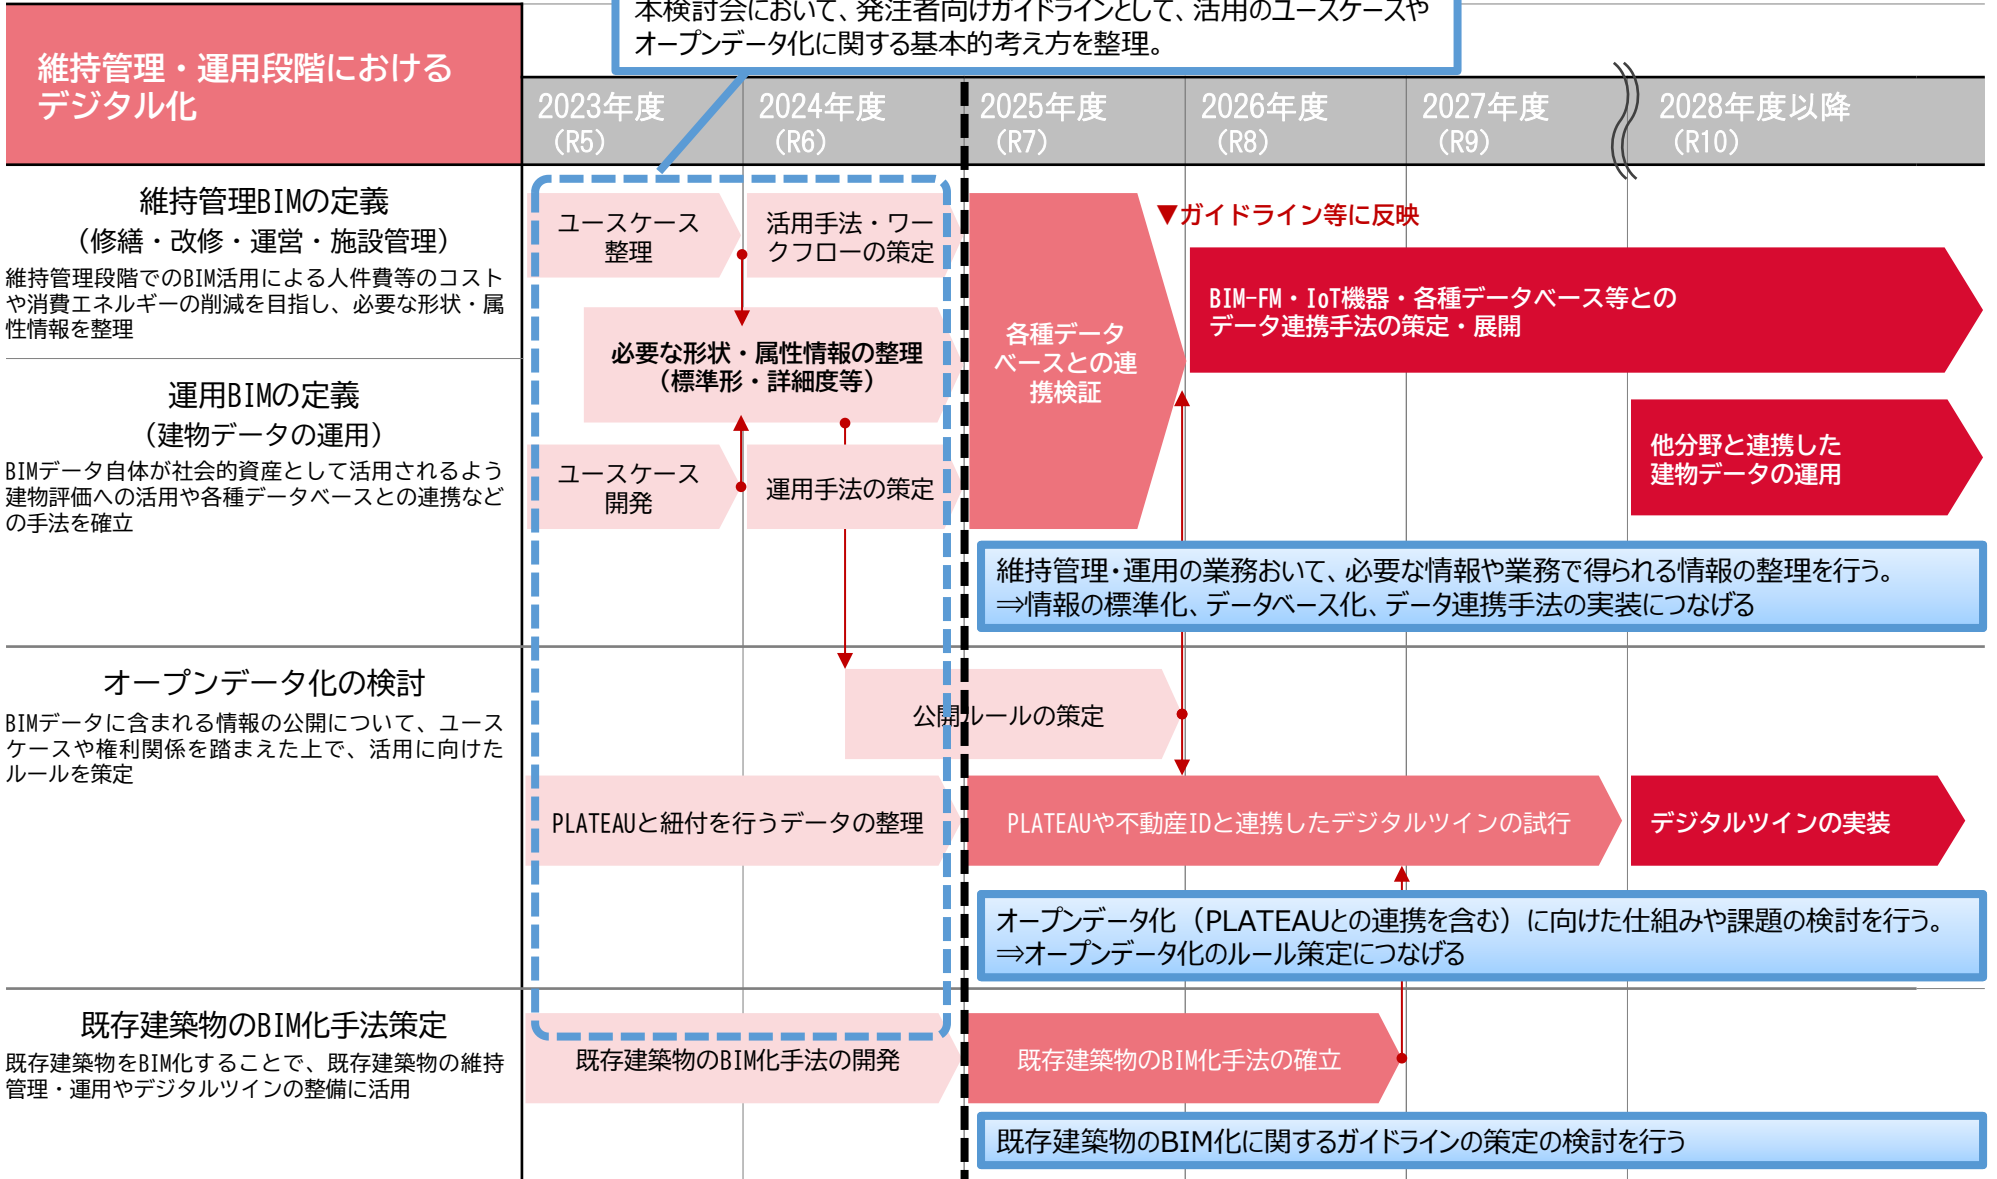 本検討会において、発注者向けガイドラインとして、活用のユースケースや
オープンデータ化に関する基本的考え方を整理。
維持管理・運用段階における
デジタル化
2023年度
（R5）
2024年度
（R6）
2025年度
（R7）
2026年度
（R8）
2027年度
（R9）
2028年度以降
（R10）
維持管理BIMの定義
（修繕・改修・運営・施設管理）
維持管理段階でのBIM活用による人件費等のコスト
や消費エネルギーの削減を目指し、必要な形状・属
性情報を整理
ユースケース
整理
活用手法・ワー
クフローの策定
▼ガイドライン等に反映
必要な形状・属性情報の整理
（標準形・詳細度等）
各種データ
ベースとの連
携検証
BIM-FM・IoT機器・各種データベース等との
データ連携手法の策定・展開
運用BIMの定義
（建物データの運用）
BIMデータ自体が社会的資産として活用されるよう
建物評価への活用や各種データベースとの連携など
の手法を確立
ユースケース
開発
運用手法の策定
他分野と連携した
建物データの運用
維持管理・運用の業務おいて、必要な情報や業務で得られる情報の整理を行う。
⇒情報の標準化、データベース化、データ連携手法の実装につなげる
オープンデータ化の検討
BIMデータに含まれる情報の公開について、ユース
ケースや権利関係を踏まえた上で、活用に向けた
ルールを策定
公開ルールの策定
PLATEAUと紐付を行うデータの整理
PLATEAUや不動産IDと連携したデジタルツインの試行
デジタルツインの実装
オープンデータ化（PLATEAUとの連携を含む）に向けた仕組みや課題の検討を行う。
⇒オープンデータ化のルール策定につなげる
既存建築物のBIM化手法策定
既存建築物をBIM化することで、既存建築物の維持
管理・運用やデジタルツインの整備に活用
既存建築物のBIM化手法の開発
既存建築物のBIM化手法の確立
既存建築物のBIM化に関するガイドラインの策定の検討を行う